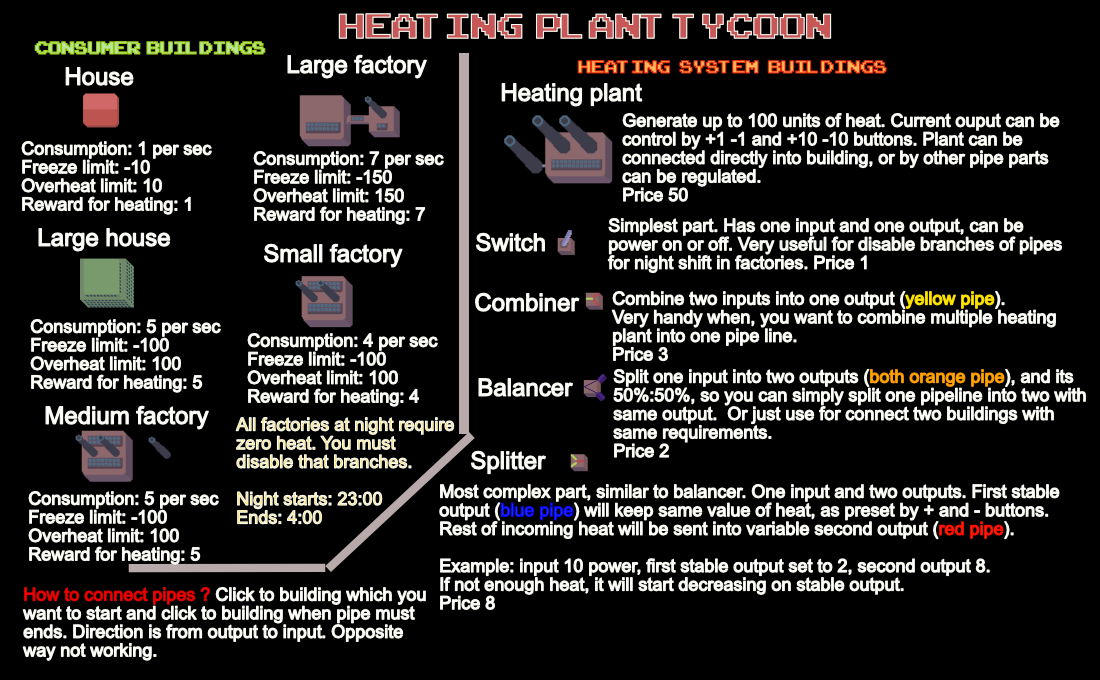 HEATING PLANT TYCOON
CONSUMER BUILDINGS
House
Consumption: 1 per sec
Freeze limit: -10
Overheat limit: 10
Reward for heating: 1
Large house
Consumption: 5 per sec
Freeze limit: -100
Overheat limit: 100
Reward for heating: 5
Medium factory
Consumption: 5 per sec
Freeze limit: -100
Overheat limit: 100
Reward for heating: 5
Large factory
Consumption: 7 per sec
Freeze limit: -150
Overheat limit: 150
Reward for heating: 7
Small factory
Consumption: 4 per sec
Freeze limit: -100
Overheat limit: 100
Reward for heating: 4
All factories at night require
zero heat. You must
disable that branches.
Night starts: 23:00
Ends: 4:00
How to connect pipes ? Click to building which you
want to start and click to building when pipe must
ends. Direction is from output to input. Opposite
way not working.
HEATING SYSTEM BUILDINGS
Heating plant
Generate up to 100 units of heat. Current ouput can be
control by +1 -1 and +10 -10 buttons. Plant can be
connected directly into building, or by other pipe parts
can be regulated.
Price 50
Switch
Simplest part. Has one input and one output, can be
power on or off. Very useful for disable branches of pipes
for night shift in factories. Price 1
Combiner
Combine two inputs into one output (yellow pipe).
Very handy when, you want to combine multiple heating
plant into one pipe line.
Price 3
Balancer
Split one input into two outputs (both orange pipe), and its
50%:50%, so you can simply split one pipeline into two with
same output. Or just use for connect two buildings with
same requirements.
Price 2
Splitter
Most complex part, similar to balancer. One input and two outputs. First stable
output (blue pipe) will keep same value of heat, as preset by + and - buttons.
Rest of incoming heat will be sent into variable second output (red pipe).
Example: input 10 power, first stable output set to 2, second output 8.
If not enough heat, it will start decreasing on stable output.
Price 8